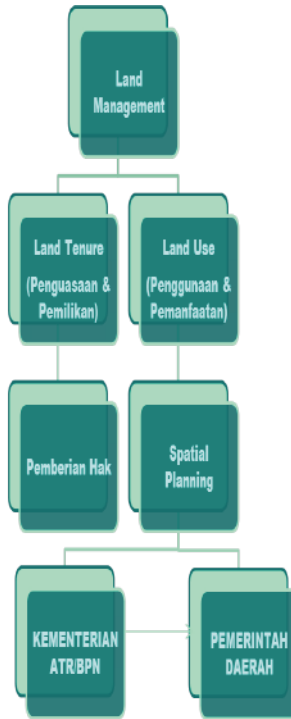 Land
Management
Land Tenure
(Penguasaan &
Pemilikan)
Land Use
(Penggunaan &
Pemanfaatan)
Pemberian Hak
Spatial
Planning
KEMENTERIAN
ATR/BPN
PEMERINTAH
DAERAH